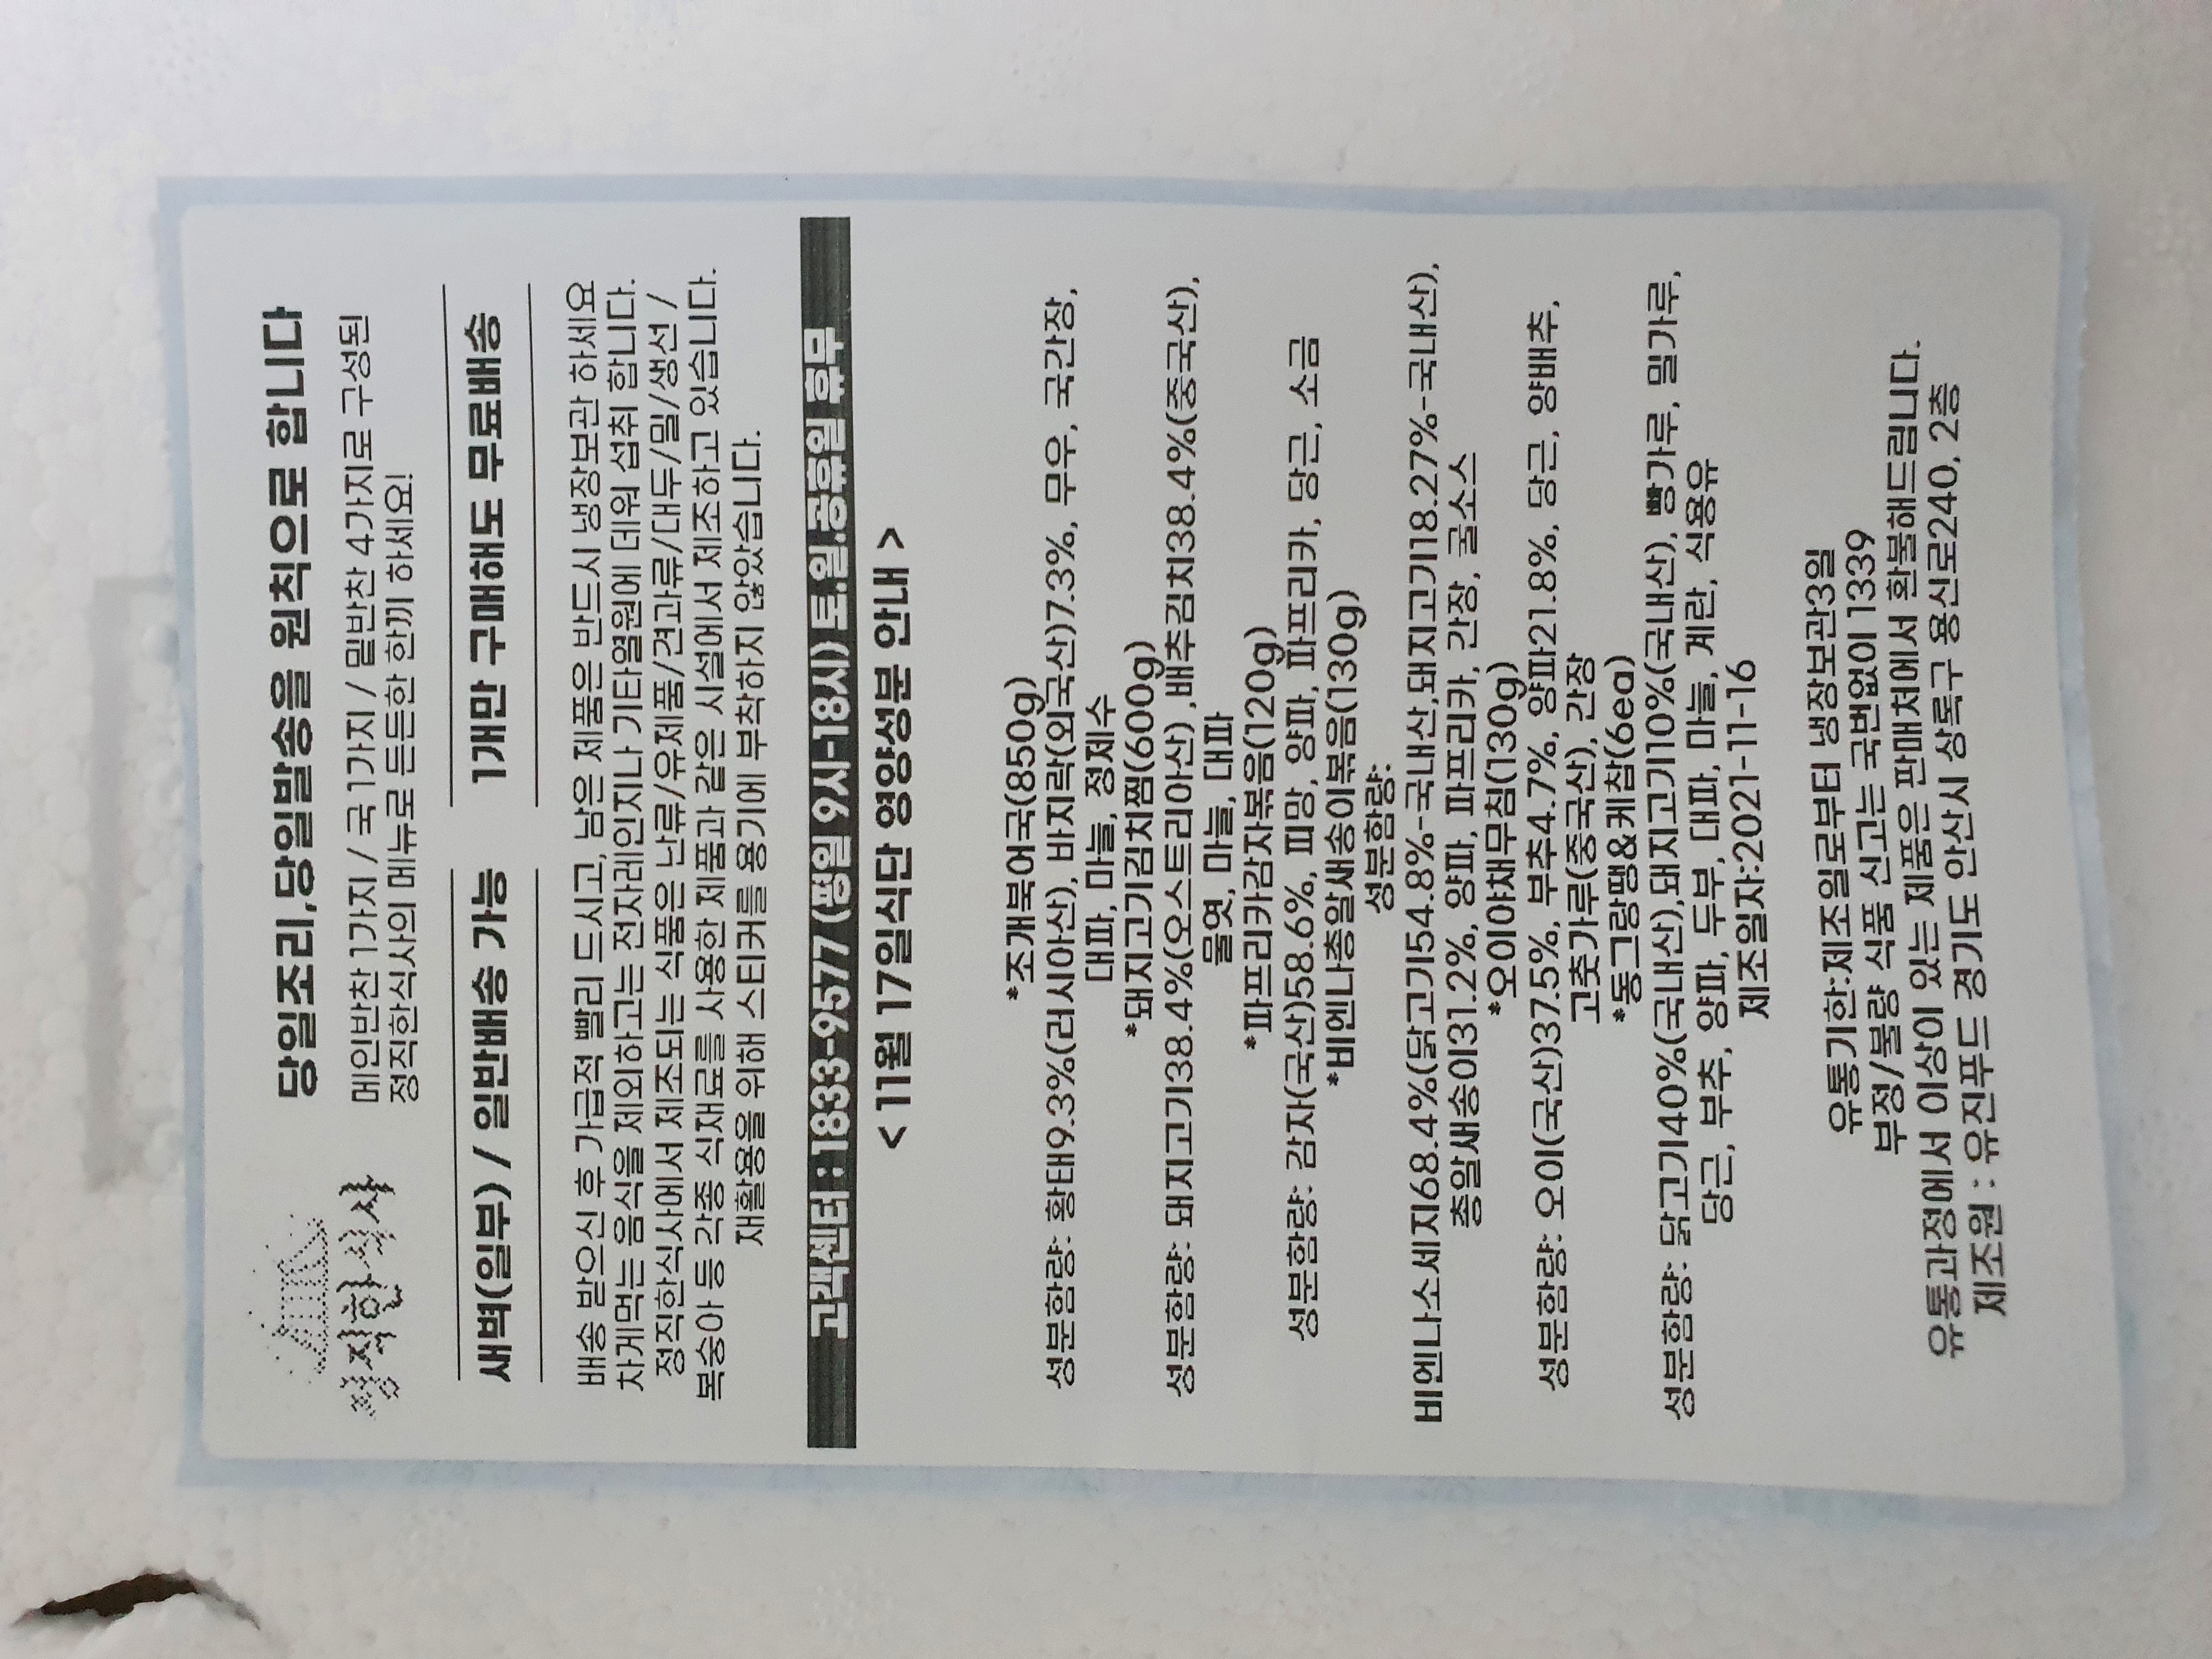 정직한식사
당일조리,당일발송을 원칙으로 합니다
메인반찬 1가지 / 국 1가지 / 밑반찬 4가지로 구성된
정직한식사의 메뉴로 든든한 한끼 하세요!
새벽(일부) / 일반배송 가능
1개만 구매해도 무료배송
배송 받으신 후 가급적 빨리 드시고, 남은 제품은 반드시 냉장보관 하세요
차게먹는 음식을 제외하고는 전자레인지나 기타열원에 데워 섭취 합니다.
정직한식사에서 제조되는 식품은 난류/유제품/견과류/대두/밀/생선 /
복숭아 등 각종 식재료를 사용한 제품과 같은 시설에서 제조하고 있습니다.
재활용을 위해 스티커를 용기에 부착하지 않았습니다.
고객센터 : 1833-9577 (평일 9시-18시) 토.일.공휴일 휴무
< 11월 17일식단 영양성분 안내 >
*조개북어국(850g)
성분함량: 황태9.3%(러시아산), 바지락(외국산)7.3%, 무우, 국간장,
대파, 마늘, 정제수
*돼지고기김치찜(600g)
성분함량: 돼지고기38.4%(오스트리아산) ,배추김치38.4%(중국산),
물엿, 마늘, 대파
*파프리카감자볶음(120g)
성분함량: 감자(국산)58.6%, 피망, 양파, 파프리카, 당근, 소금
*비엔나총알새송이볶음(130g)
성분함량:
비엔나소세지68.4%(닭고기54.8%-국내산,돼지고기18.27%-국내산),
총알새송이31.2%, 양파, 파프리카, 간장, 굴소스
*오이야채무침(130g)
성분함량: 오이(국산)37.5%, 부추4.7%, 양파21.8%, 당근, 양배추,
고춧가루(중국산), 간장
*동그랑땡&케찹(6ea)
성분함량: 닭고기40%(국내산),돼지고기10%(국내산), 빵가루, 밀가루,
당근, 부추, 양파, 두부, 대파, 마늘, 계란, 식용유
제조일자:2021-11-16
유통기한:제조일로부터 냉장보관3일
부정/불량 식품 신고는 국번없이 1339
유통과정에서 이상이 있는 제품은 판매처에서 환불해드립니다.
제조원 : 유진푸드 경기도 안산시 상록구 용신로240, 2층